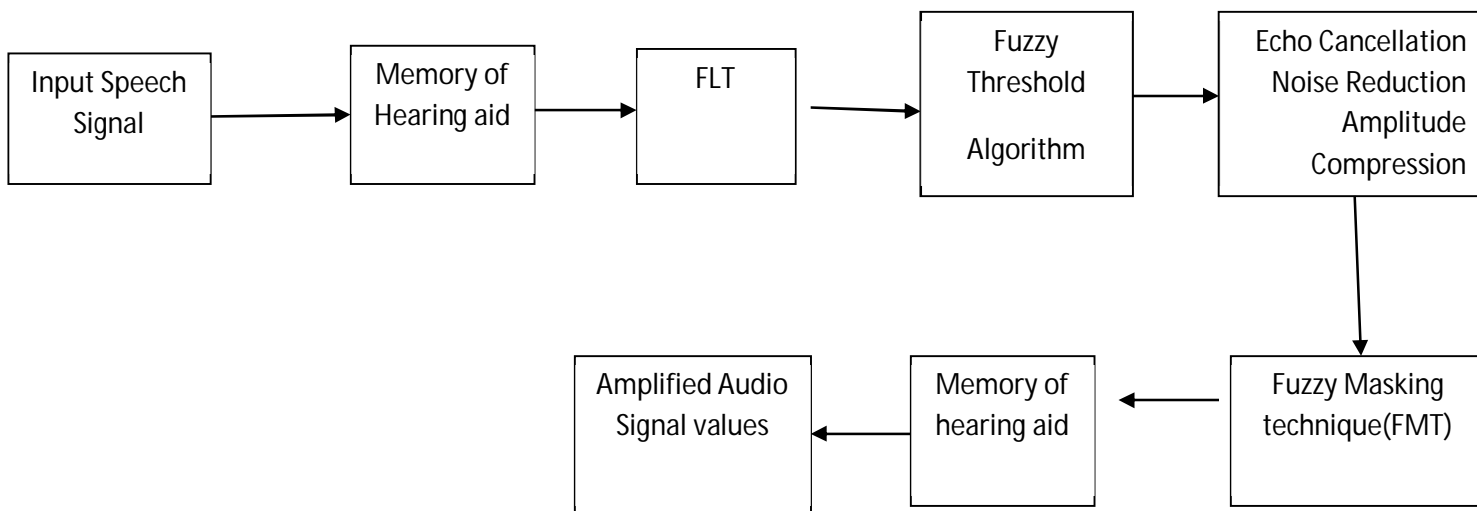 Input Speech
Signal
Memory of
Hearing aid
FLT
Fuzzy
Threshold
Algorithm
Echo Cancellation
Noise Reduction
Amplitude
Compression
Amplified Audio
Signal values
Memory of
hearing aid
Fuzzy Masking
technique(FMT)